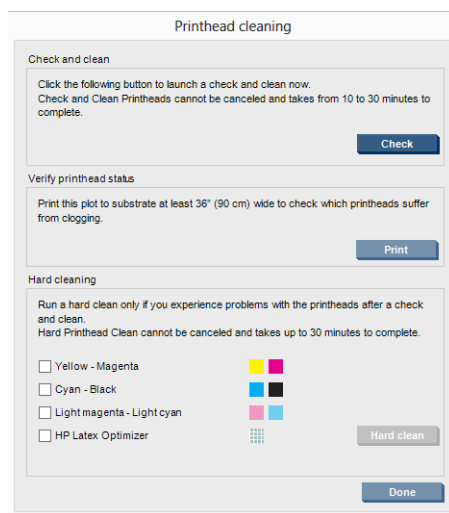 Printhead cleaning
Check and clean
Click the following button to launch a check and clean now.
Check and Clean Printheads cannot be canceled and takes from 10 to 30 minutes to
complete.
Check
Verify printhead status
Print this plot to substrate at least 36" (90 cm) wide to check which printheads suffer
from clogging.
Print
Hard cleaning
Run a hard clean only if you experience problems with the printheads after a check
and clean.
Hard Printhead Clean cannot be canceled and takes up to 30 minutes to complete.
Yellow - Magenta
Cyan - Black
Light magenta - Light cyan
HP Latex Optimizer
Hard clean
Done